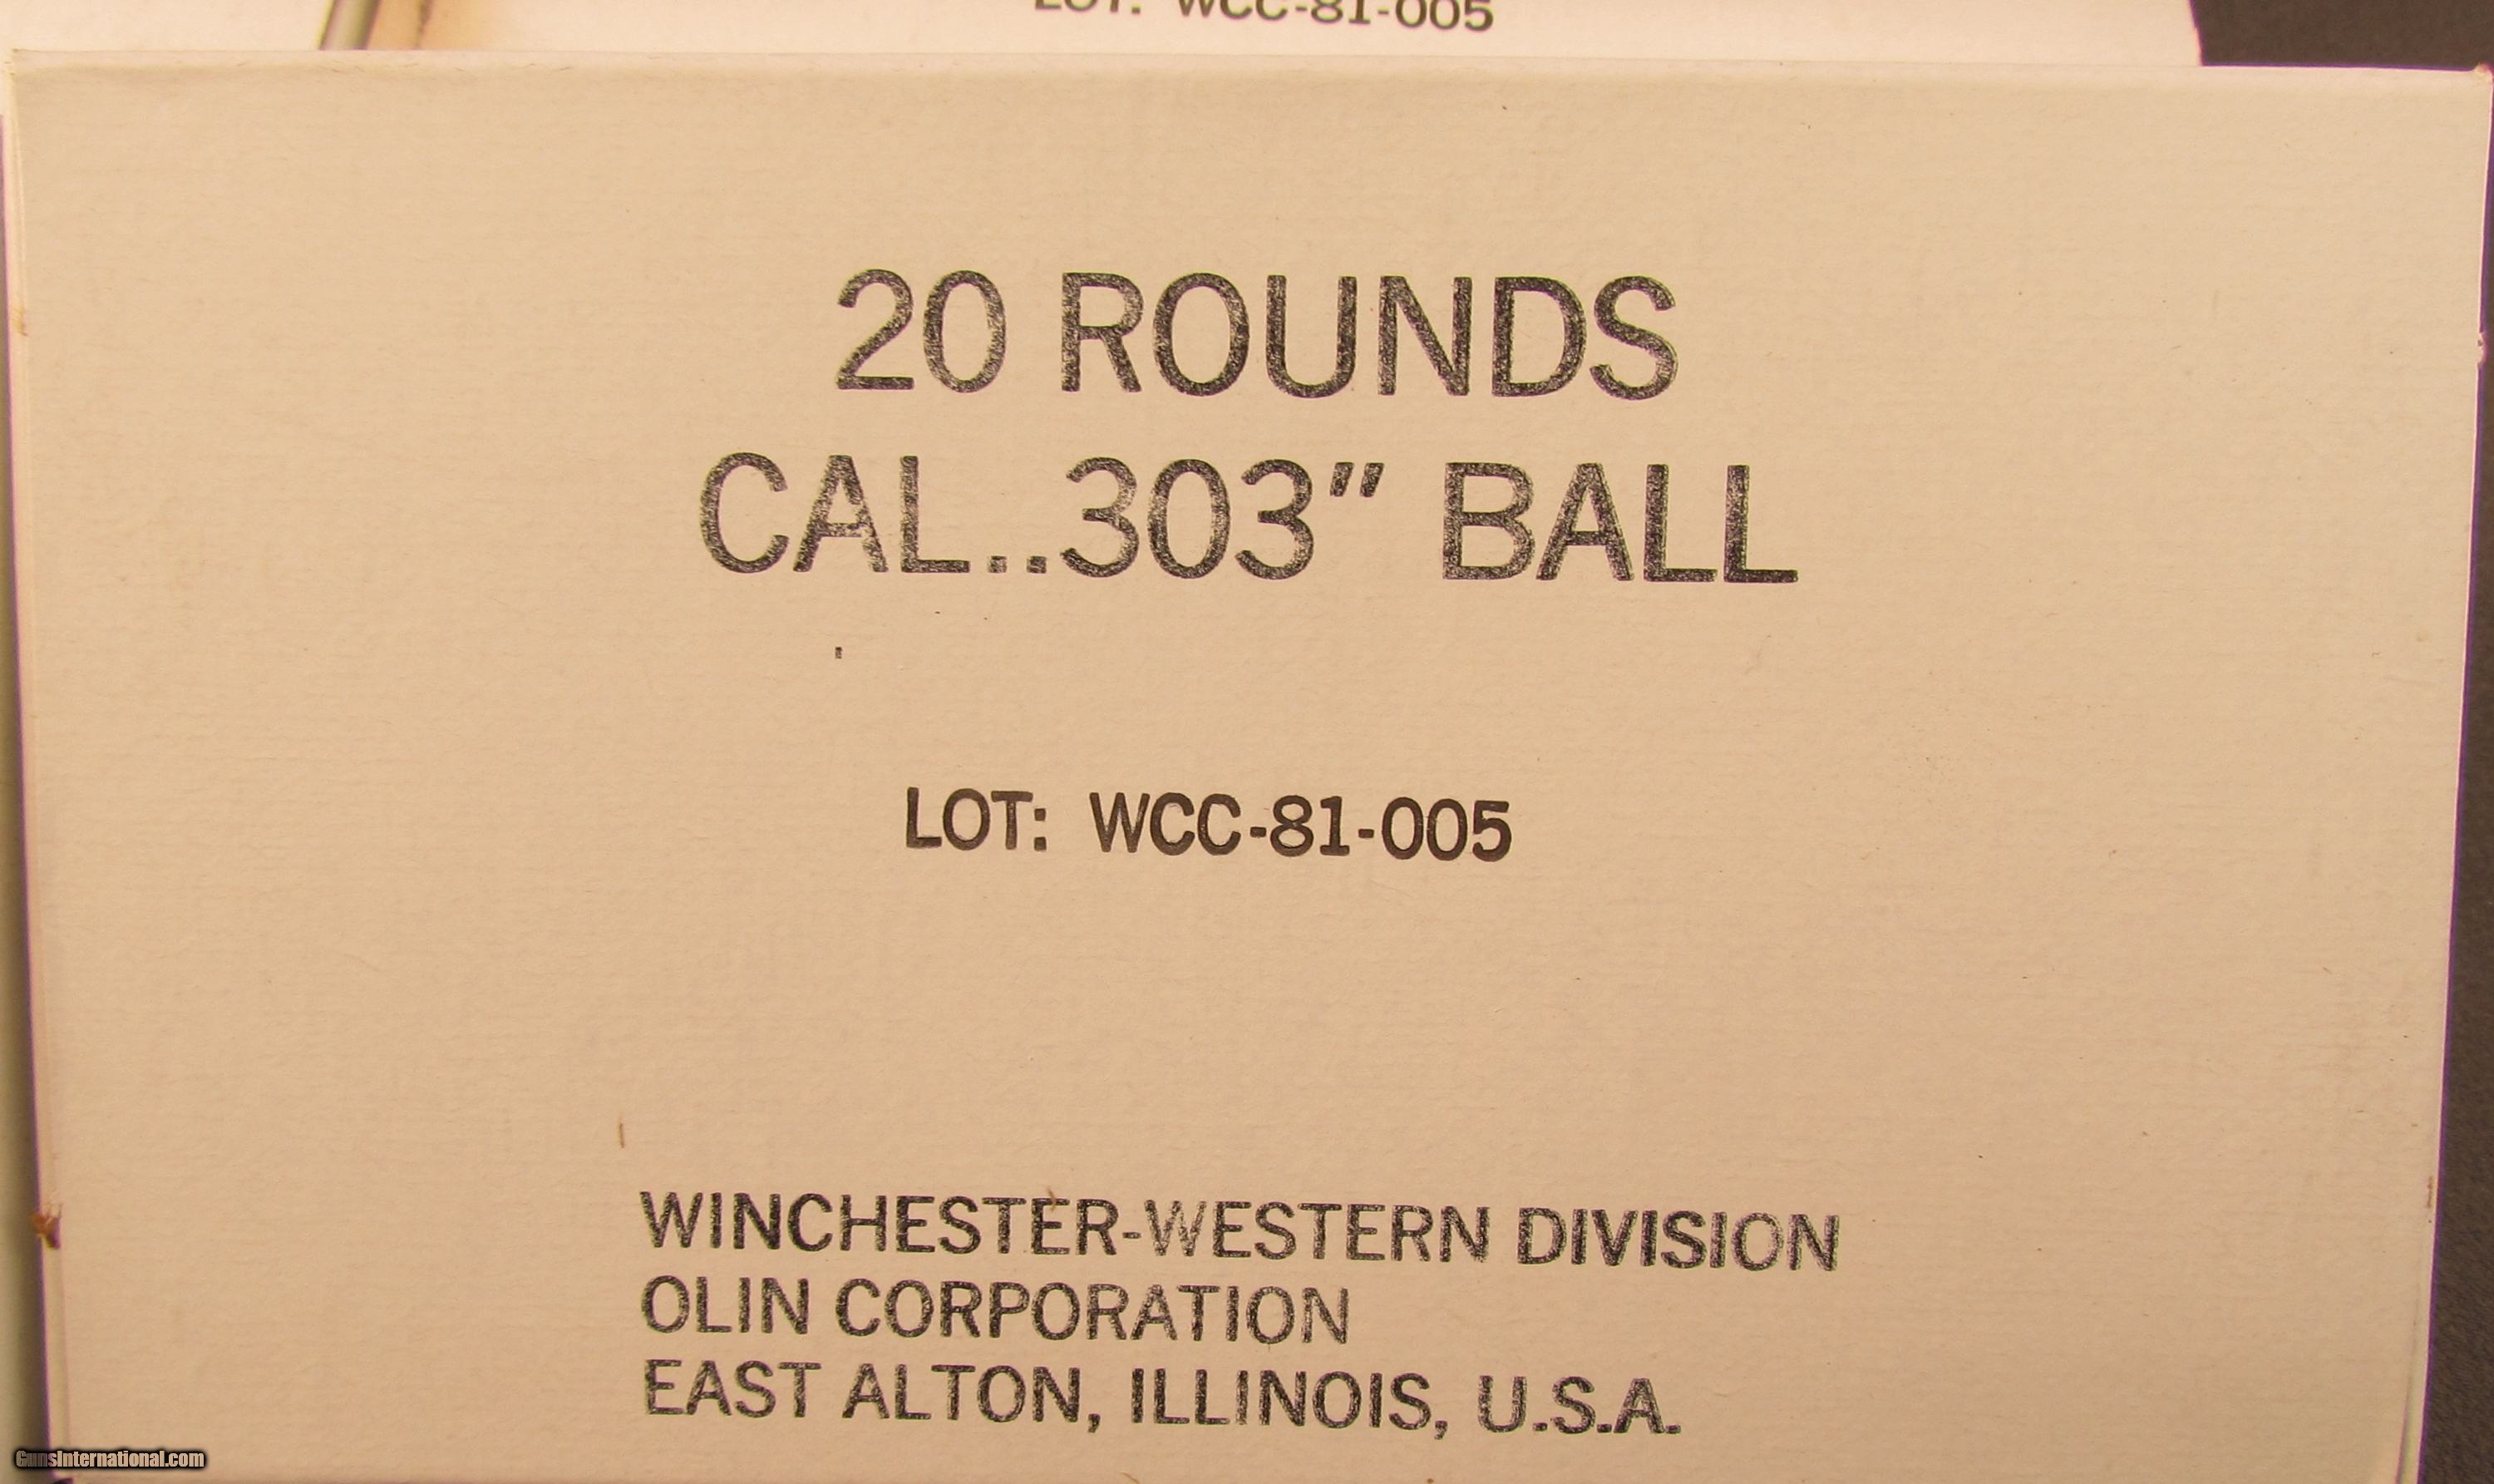 LOT: WCC-81-005
20 ROUNDS
CAL..303" BALL
LOT: WCC-81-005
WINCHESTER-WESTERN DIVISION
OLIN CORPORATION
EAST ALTON, ILLINOIS, U.S.A.
GunsInternational.com